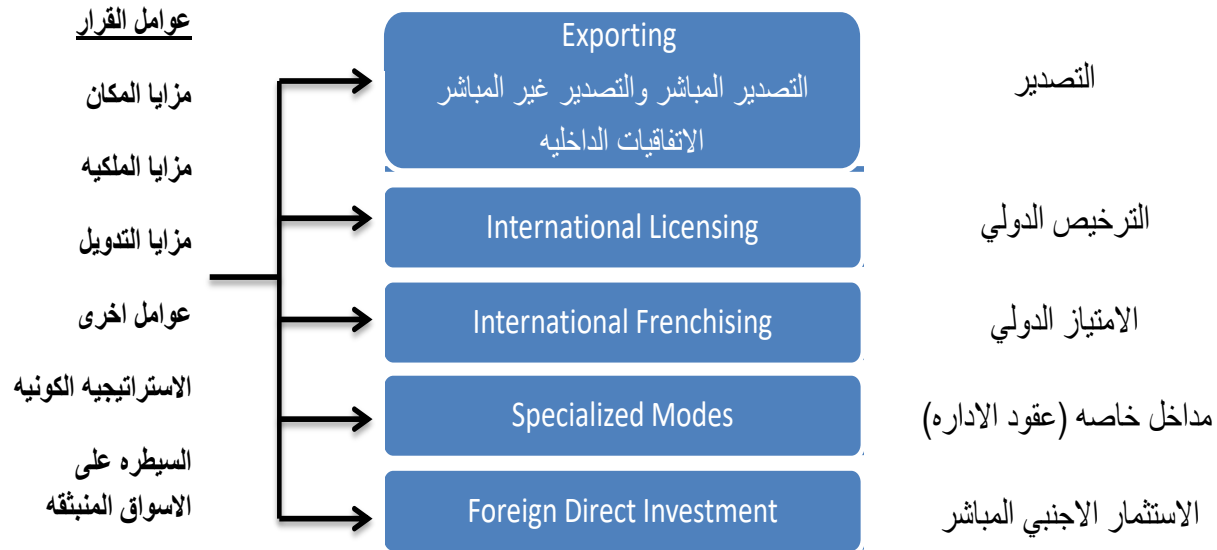 عوامل القرار
مزايا المكان
مزايا الملكيه
مزايا التدويل
عوامل اخرى
الاستراتيجيه الكونيه
السيطره على
الاسواق المنبثقه
Exporting
التصدير المباشر والتصدير غير المباشر
الاتفاقيات الداخليه
التصدير
International Licensing
الترخيص الدولي
International Frenchising
الامتياز الدولي
Specialized Modes
مداخل خاصه (عقود الاداره)
Foreign Direct Investment
الاستثمار الاجنبي المباشر